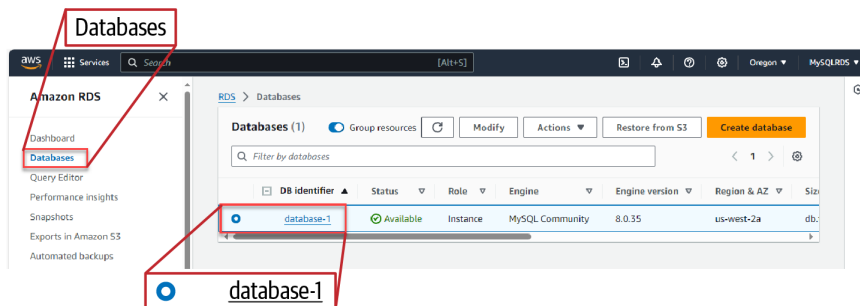 Databases
aws Services Search [Alt+S] Oregon MySQLRDS
Amazon RDS
RDS > Databases
Databases (1) Group resources Modify Actions Restore from S3 Create database
Dashboard
Databases
Filter by databases 1
Query Editor
DB identifier Status Role Engine Engine version Region & AZ
Performance insights
Snapshots
database-1 Available Instance MySQL Community 8.0.35 us-west-2a
Exports in Amazon S3
Automated backups
database-1